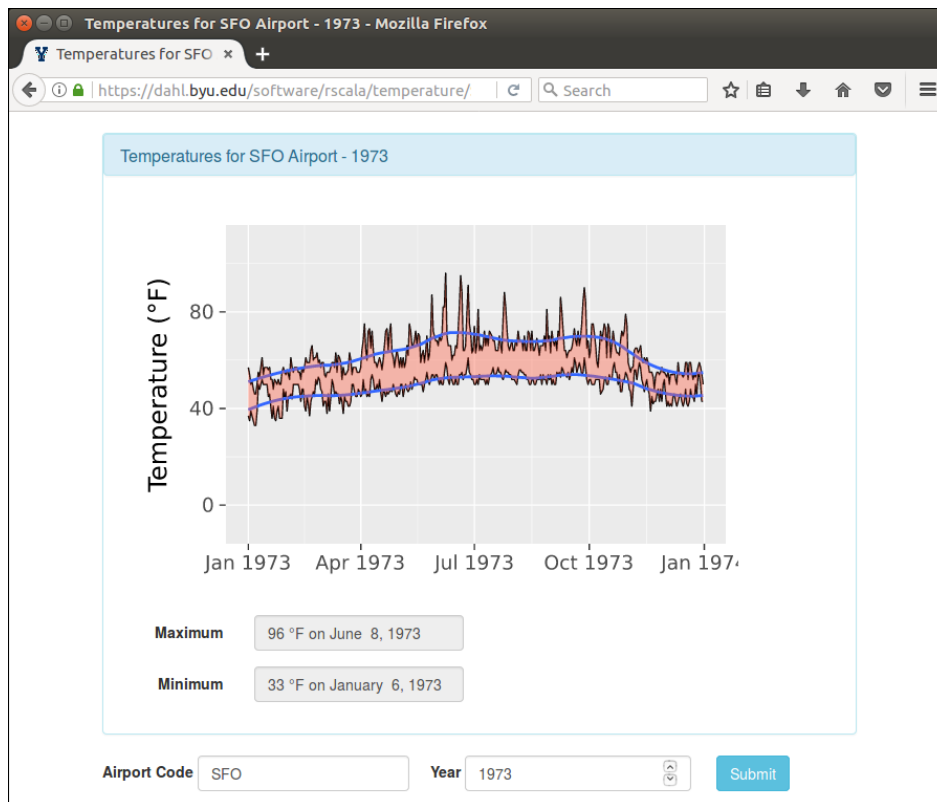 Temperatures for SFO Airport - 1973 - Mozilla Firefox
Temperatures for SFO
https://dahl.byu.edu/software/rscala/temperature/
Search
Temperatures for SFO Airport - 1973
Temperature (°F)
80
40
0
Jan 1973 Apr 1973 Jul 1973 Oct 1973 Jan 197
Maximum 96 °F on June 8, 1973
Minimum 33 °F on January 6, 1973
Airport Code SFO Year 1973 Submit